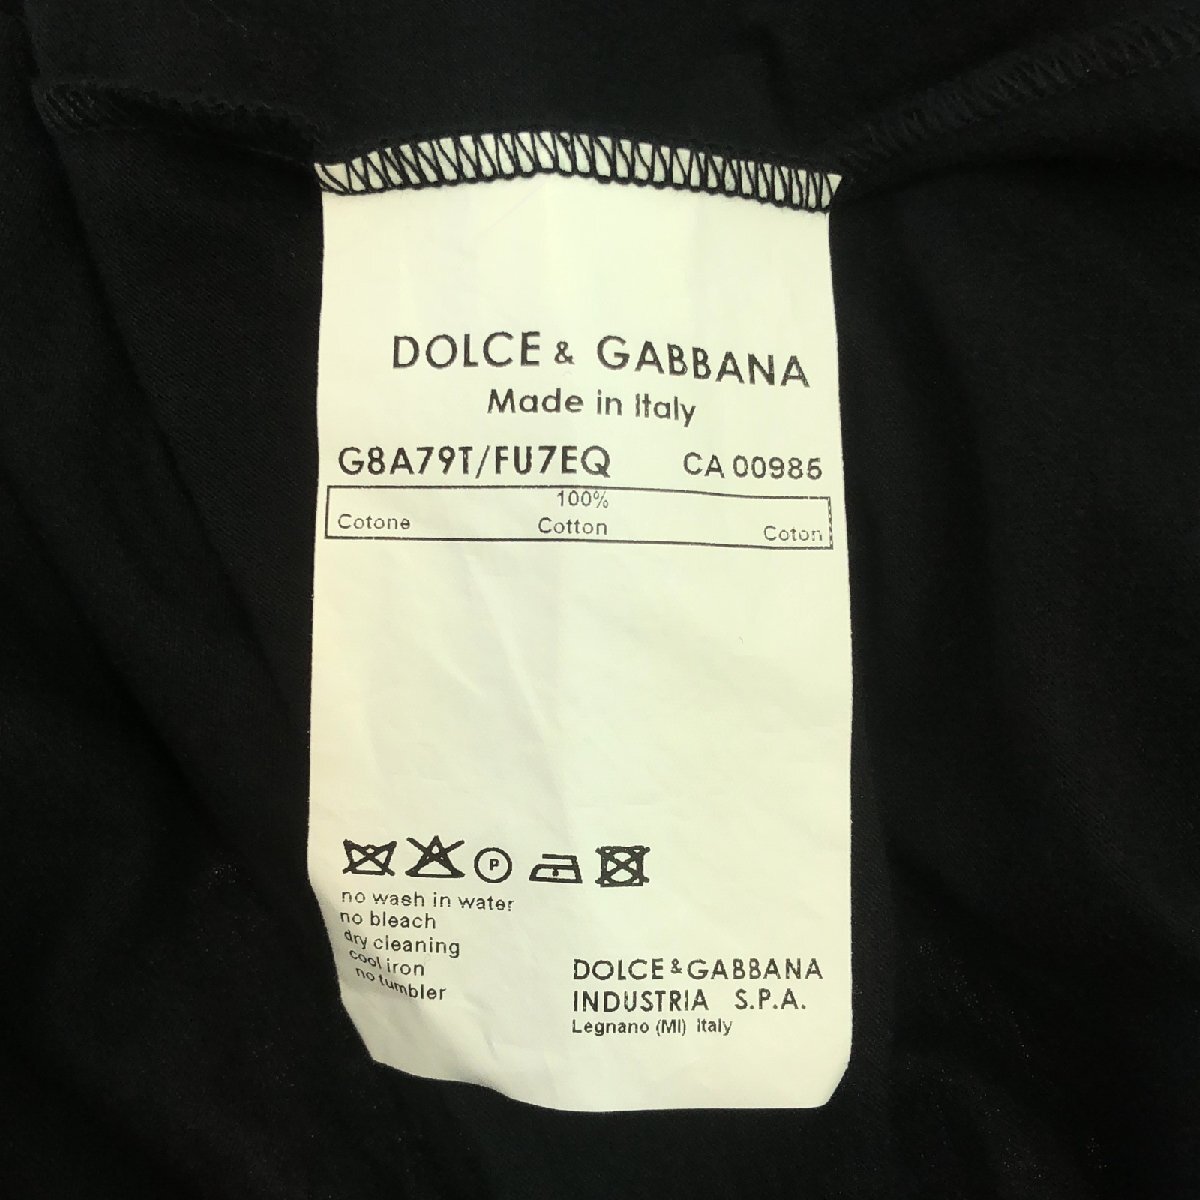 DOLCE & GABBANA
Made in Italy
G8A79T/FU7EQ CA 00985
100%
Cotone Cotton Coton
P
no wash in water
no bleach
dry cleaning
cool iron
no tumbler
DOLCE & GABBANA
INDUSTRIA S.P.A.
Legnano (MI) Italy